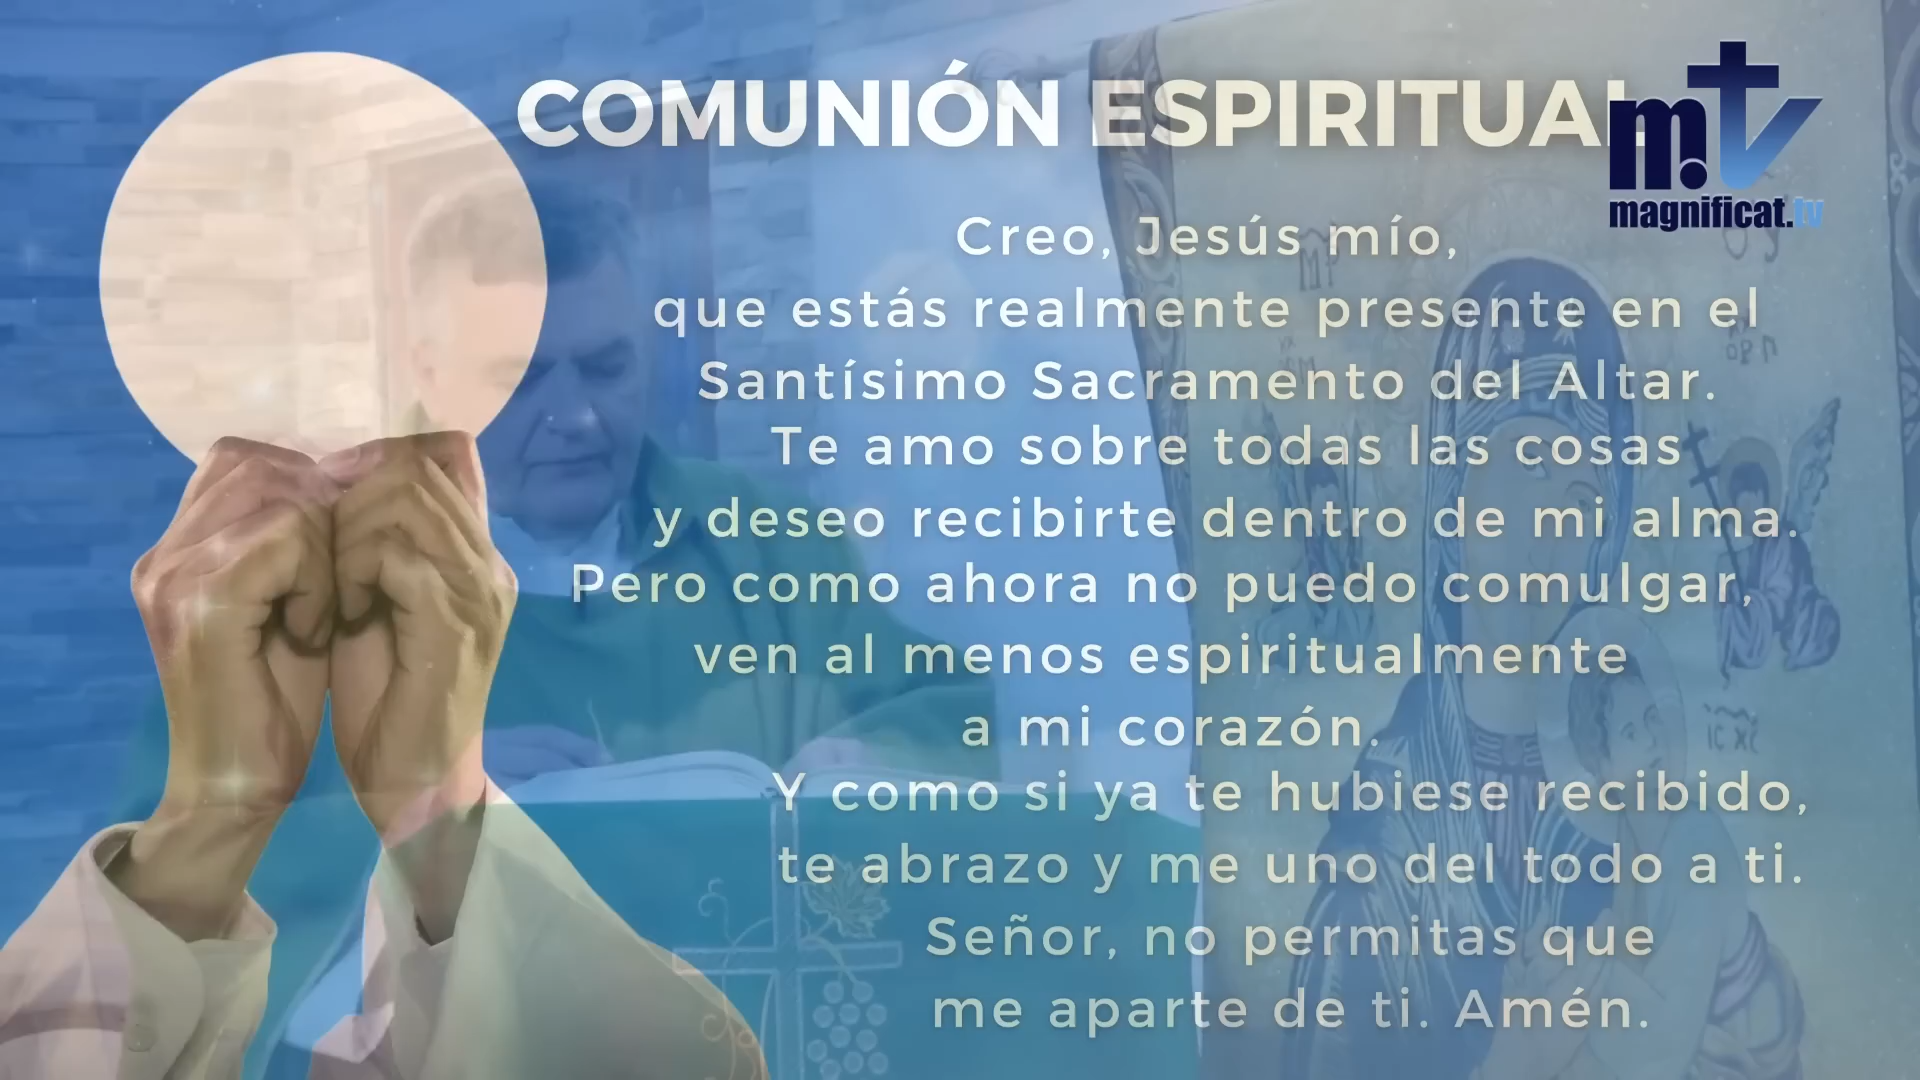 COMUNIÓN ESPIRITUAL
m.tv
magnificat.tv
Creo, Jesús mío,
que estás realmente presente en el
Santísimo Sacramento del Altar.
Te amo sobre todas las cosas
y deseo recibirte dentro de mi alma.
Pero como ahora no puedo comulgar,
ven al menos espiritualmente
a mi corazón.
Y como si ya te hubiese recibido,
te abrazo y me uno del todo a ti.
Señor, no permitas que
me aparte de ti. Amén.
IC XC